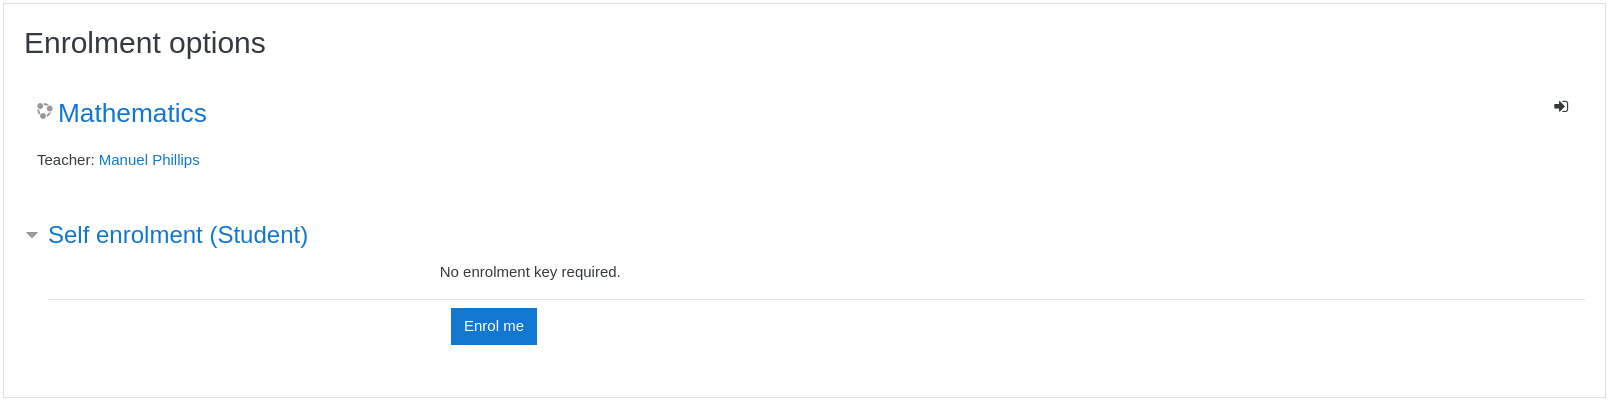 Enrolment options
Mathematics
Teacher: Manuel Phillips
Self enrolment (Student)
No enrolment key required.
Enrol me